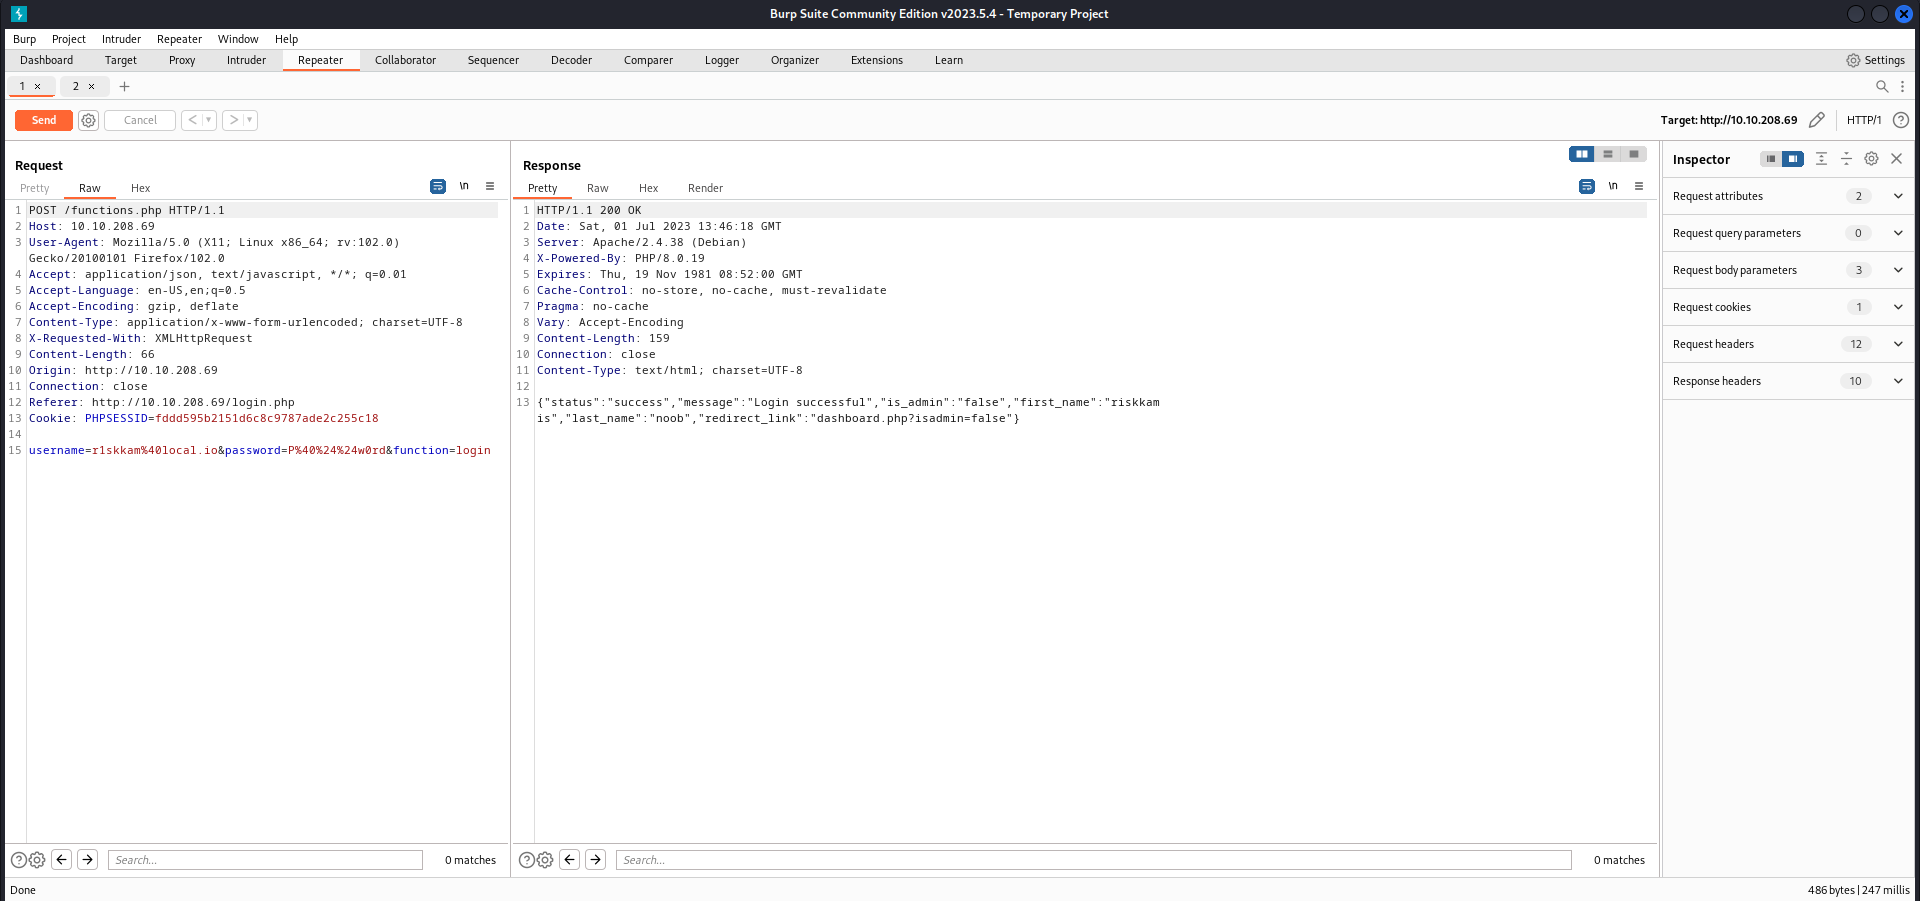 Burp Suite Community Edition v2023.5.4 - Temporary Project
Burp Project Intruder Repeater Window Help
Dashboard Target Proxy Intruder Repeater Collaborator Sequencer Decoder Comparer Logger Organizer Extensions Learn Settings
1 × 2 × +
Send Cancel < > Target: http://10.10.208.69 HTTP/1 ?
Request
Pretty Raw Hex \n
1 POST /functions.php HTTP/1.1
2 Host: 10.10.208.69
3 User-Agent: Mozilla/5.0 (X11; Linux x86_64; rv:102.0)
Gecko/20100101 Firefox/102.0
4 Accept: application/json, text/javascript, */*; q=0.01
5 Accept-Language: en-US,en;q=0.5
6 Accept-Encoding: gzip, deflate
7 Content-Type: application/x-www-form-urlencoded; charset=UTF-8
8 X-Requested-With: XMLHttpRequest
9 Content-Length: 66
10 Origin: http://10.10.208.69
11 Connection: close
12 Referer: http://10.10.208.69/login.php
13 Cookie: PHPSESSID=fddd595b2151d6c8c9787ade2c255c18
14
15 username=r1skkam%40local.io&password=P%40%24%24w0rd&function=login
? Search... 0 matches
Response
Pretty Raw Hex Render \n
1 HTTP/1.1 200 OK
2 Date: Sat, 01 Jul 2023 13:46:18 GMT
3 Server: Apache/2.4.38 (Debian)
4 X-Powered-By: PHP/8.0.19
5 Expires: Thu, 19 Nov 1981 08:52:00 GMT
6 Cache-Control: no-store, no-cache, must-revalidate
7 Pragma: no-cache
8 Vary: Accept-Encoding
9 Content-Length: 159
10 Connection: close
11 Content-Type: text/html; charset=UTF-8
12
13 {"status":"success","message":"Login successful","is_admin":"false","first_name":"riskkam
is","last_name":"noob","redirect_link":"dashboard.php?isadmin=false"}
? Search... 0 matches
Inspector
Request attributes 2
Request query parameters 0
Request body parameters 3
Request cookies 1
Request headers 12
Response headers 10
Done 486 bytes | 247 millis